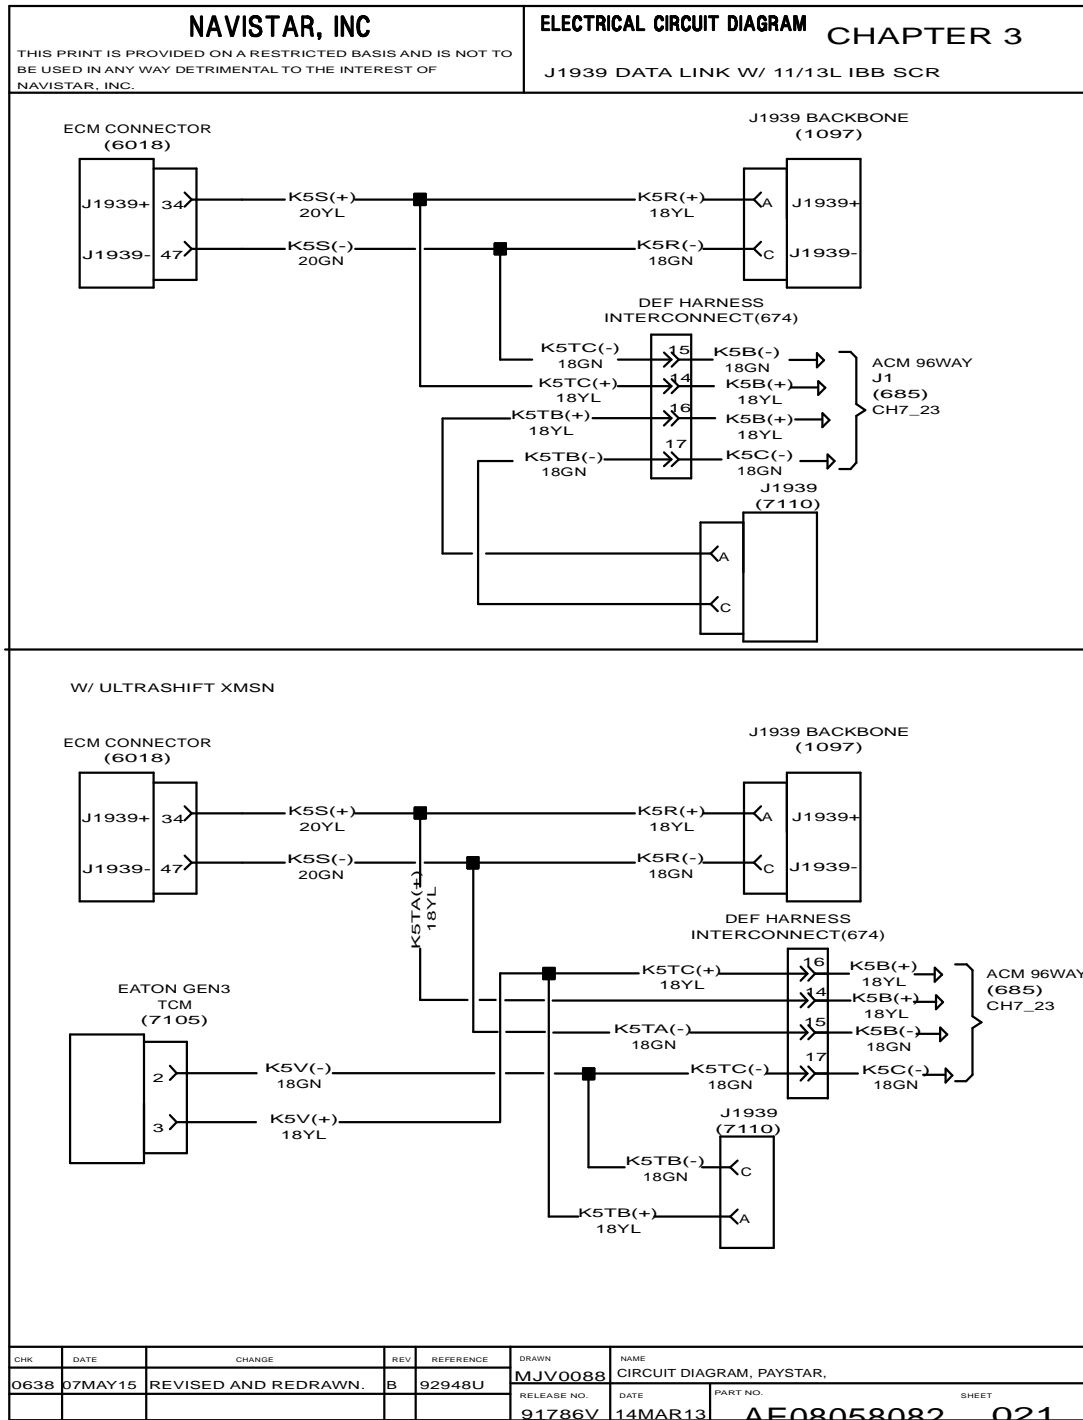 NAVISTAR, INC
THIS PRINT IS PROVIDED ON A RESTRICTED BASIS AND IS NOT TO
BE USED IN ANY WAY DETRIMENTAL TO THE INTEREST OF
NAVISTAR, INC.
ELECTRICAL CIRCUIT DIAGRAM CHAPTER 3
J1939 DATA LINK W/ 11/13L IBB SCR
ECM CONNECTOR
(6018)
J1939+ 34
J1939- 47
K5S(+)
20YL
K5S(-)
20GN
K5R(+)
18YL
K5R(-)
18GN
J1939 BACKBONE
(1097)
A J1939+
C J1939-
DEF HARNESS
INTERCONNECT(674)
K5TC(-)
18GN
15
K5B(-)
18GN
K5TC(+)
18YL
14
K5B(+)
18YL
K5TB(+)
18YL
16
K5B(+)
18YL
K5TB(-)
18GN
17
K5C(-)
18GN
ACM 96WAY
J1
(685)
CH7_23
J1939
(7110)
A
C
W/ ULTRASHIFT XMSN
ECM CONNECTOR
(6018)
J1939+ 34
J1939- 47
K5S(+)
20YL
K5S(-)
20GN
K5R(+)
18YL
K5R(-)
18GN
J1939 BACKBONE
(1097)
A J1939+
C J1939-
K5TA(+)
18YL
DEF HARNESS
INTERCONNECT(674)
K5TC(+)
18YL
16
K5B(+)
18YL
14
K5B(+)
18YL
K5TA(-)
18GN
15
K5B(-)
18GN
K5TC(-)
18GN
17
K5C(-)
18GN
ACM 96WAY
(685)
CH7_23
EATON GEN3
TCM
(7105)
2
K5V(-)
18GN
3
K5V(+)
18YL
J1939
(7110)
K5TB(-)
18GN
C
K5TB(+)
18YL
A
CHK DATE CHANGE REV REFERENCE
0638 07MAY15 REVISED AND REDRAWN. B 92948U
DRAWN
MJV0088
NAME
CIRCUIT DIAGRAM, PAYSTAR,
RELEASE NO.
91786V
DATE
14MAR13
PART NO.
AE08058082
SHEET
021